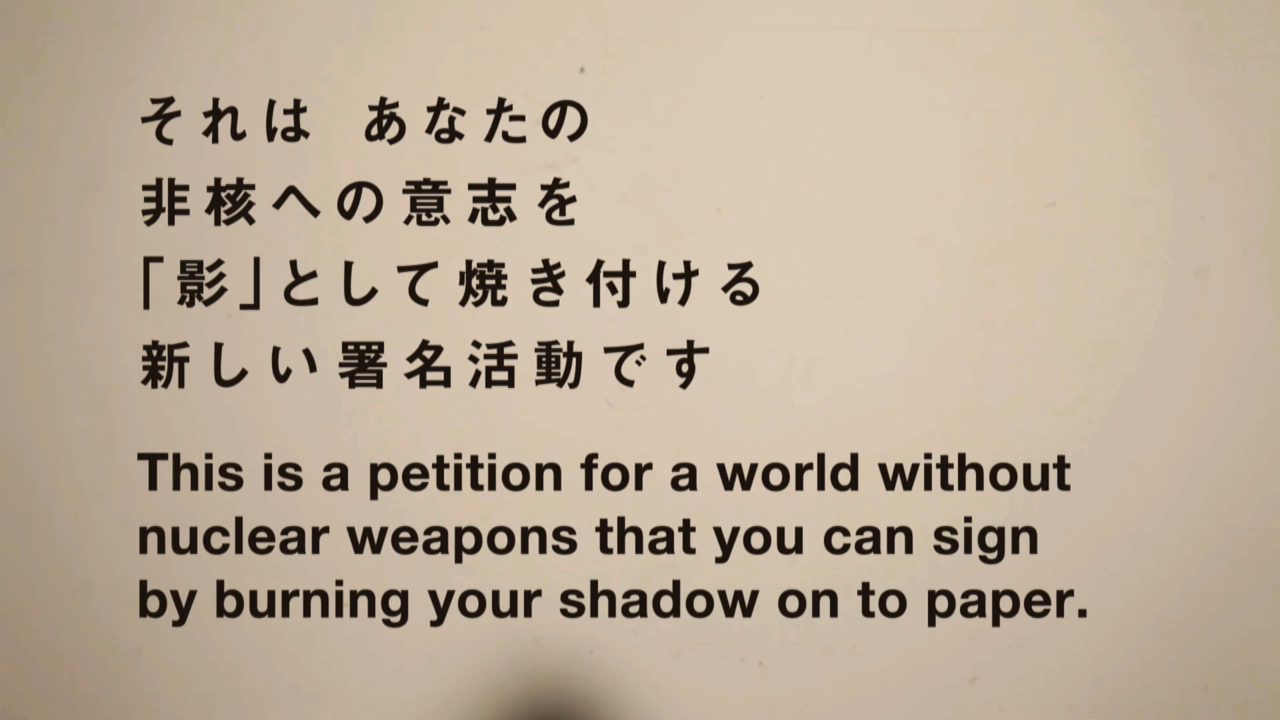 それは あなたの
非核への意志を
「影」として焼き付ける
新しい署名活動です
This is a petition for a world without
nuclear weapons that you can sign
by burning your shadow on to paper.